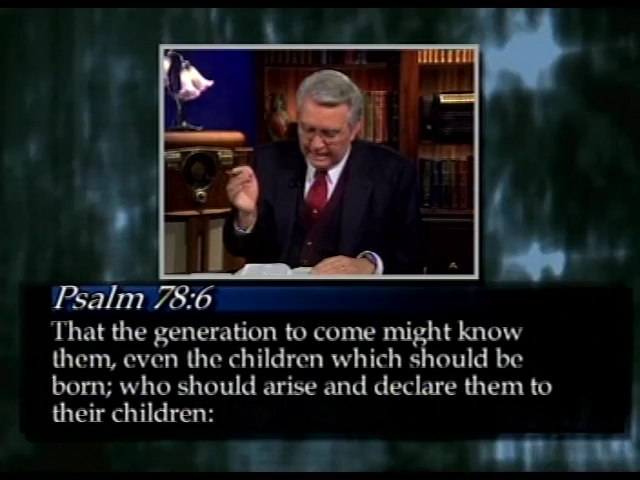 Psalm 78:6
That the generation to come might know
them, even the children which should be
born; who should arise and declare them to
their children: